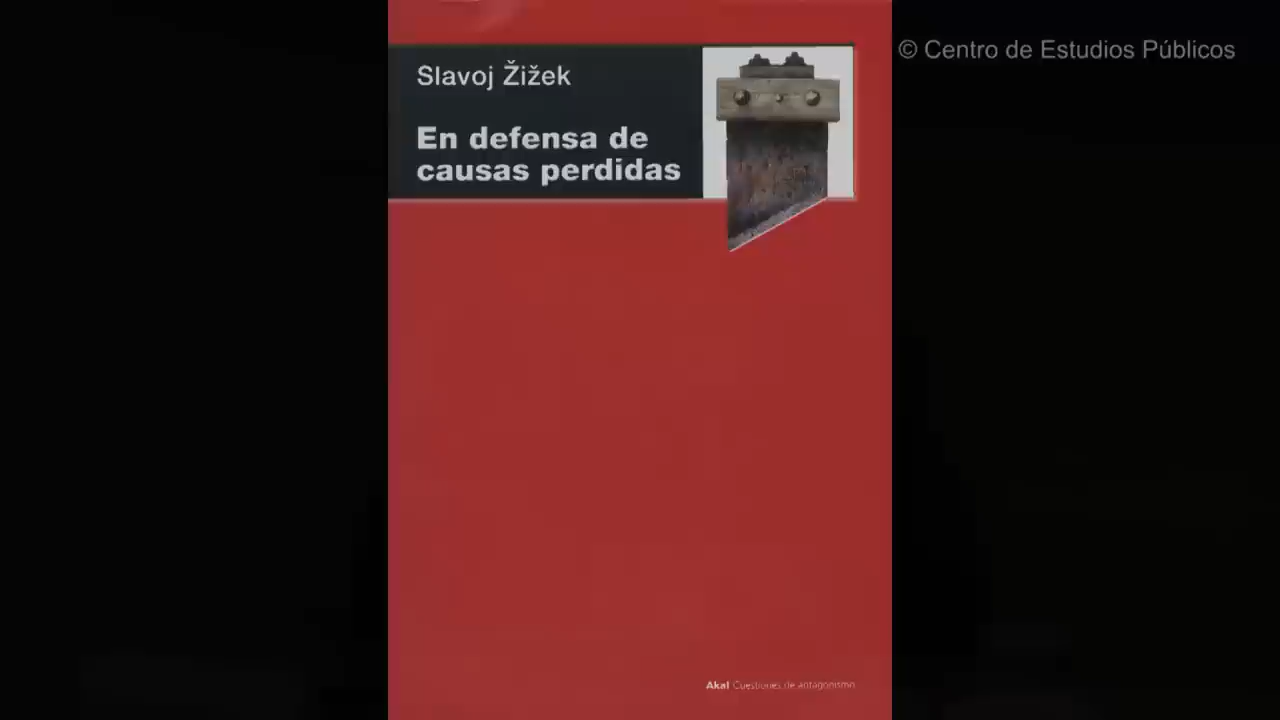 © Centro de Estudios Públicos
Slavoj Žižek
En defensa de
causas perdidas
Akal Cuestiones de antagonismo